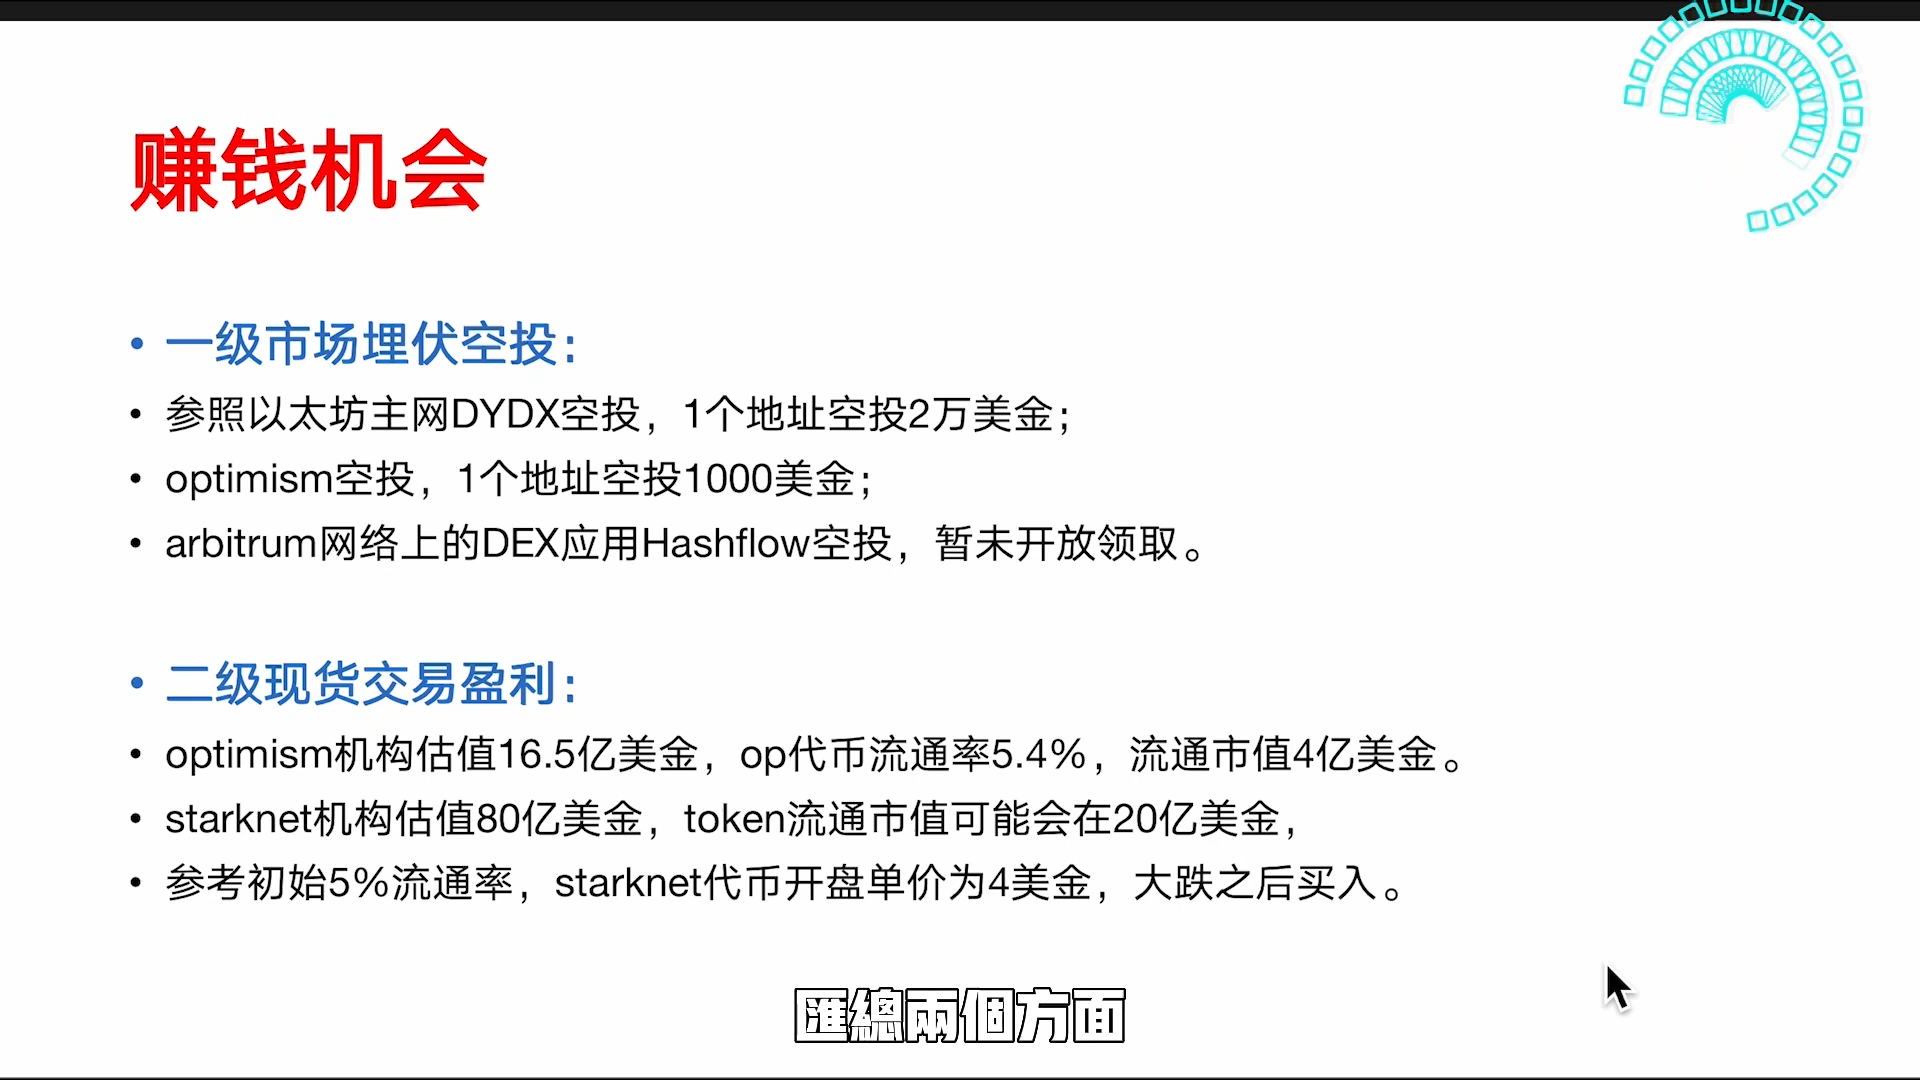 赚钱机会
• 一级市场埋伏空投：
• 参照以太坊主网DYDX空投，1个地址空投2万美金；
• optimism空投，1个地址空投1000美金；
• arbitrum网络上的DEX应用Hashflow空投，暂未开放领取。
• 二级现货交易盈利：
• optimism机构估值16.5亿美金，op代币流通率5.4%，流通市值4亿美金。
• starknet机构估值80亿美金，token流通市值可能会在20亿美金，
• 参考初始5%流通率，starknet代币开盘单价为4美金，大跌之后买入。
匯總兩個方面